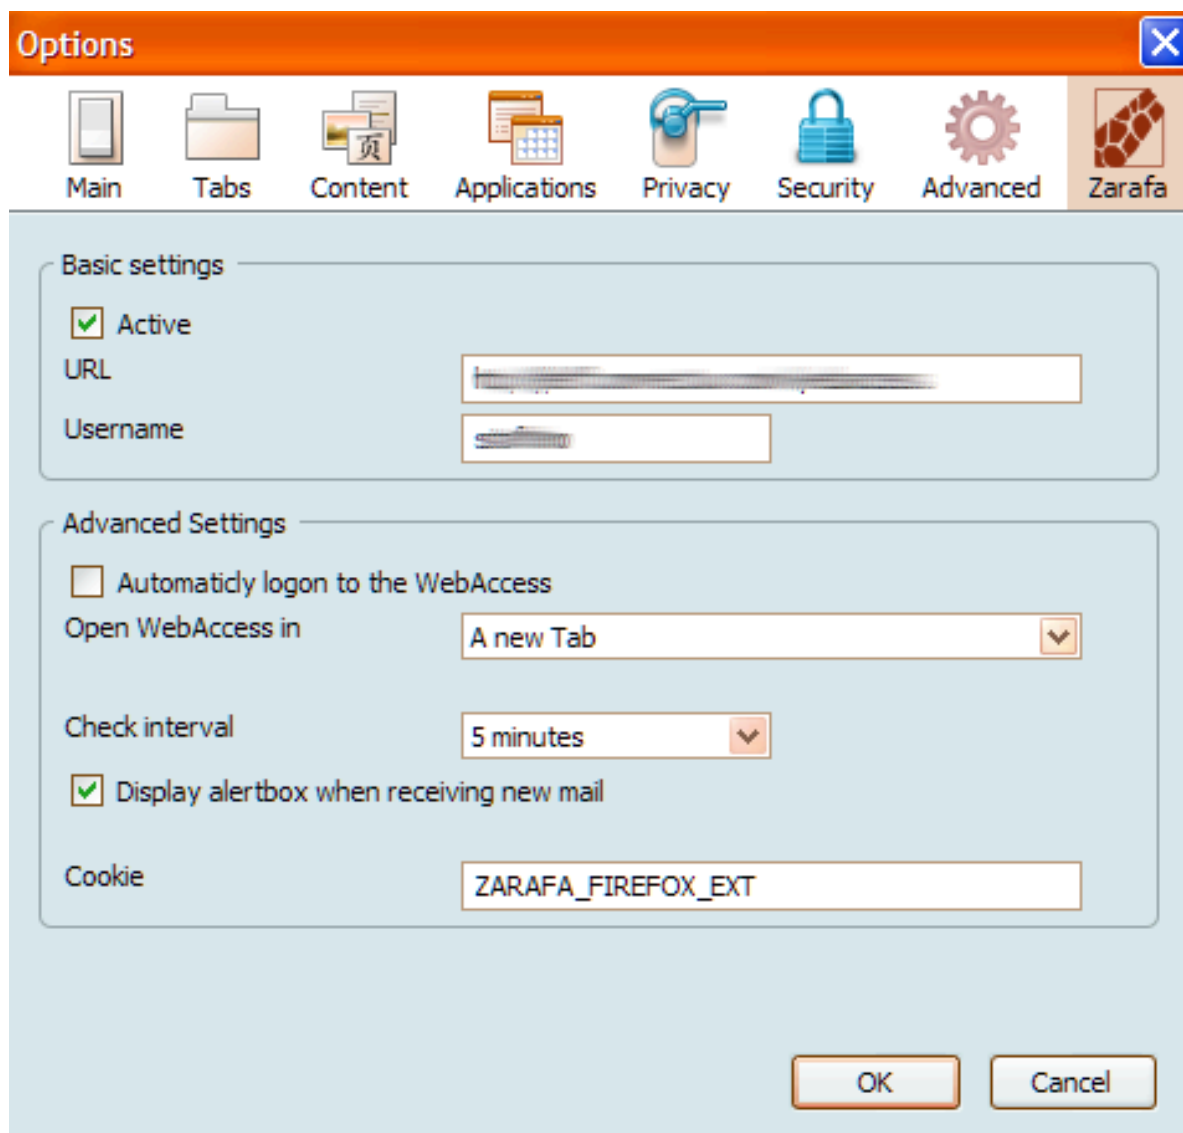 Options
Main Tabs Content Applications Privacy Security Advanced Zarafa
页
Basic settings
Active
URL
Username
Advanced Settings
Automaticly logon to the WebAccess
Open WebAccess in A new Tab
Check interval 5 minutes
Display alertbox when receiving new mail
Cookie ZARAFA_FIREFOX_EXT
OK Cancel